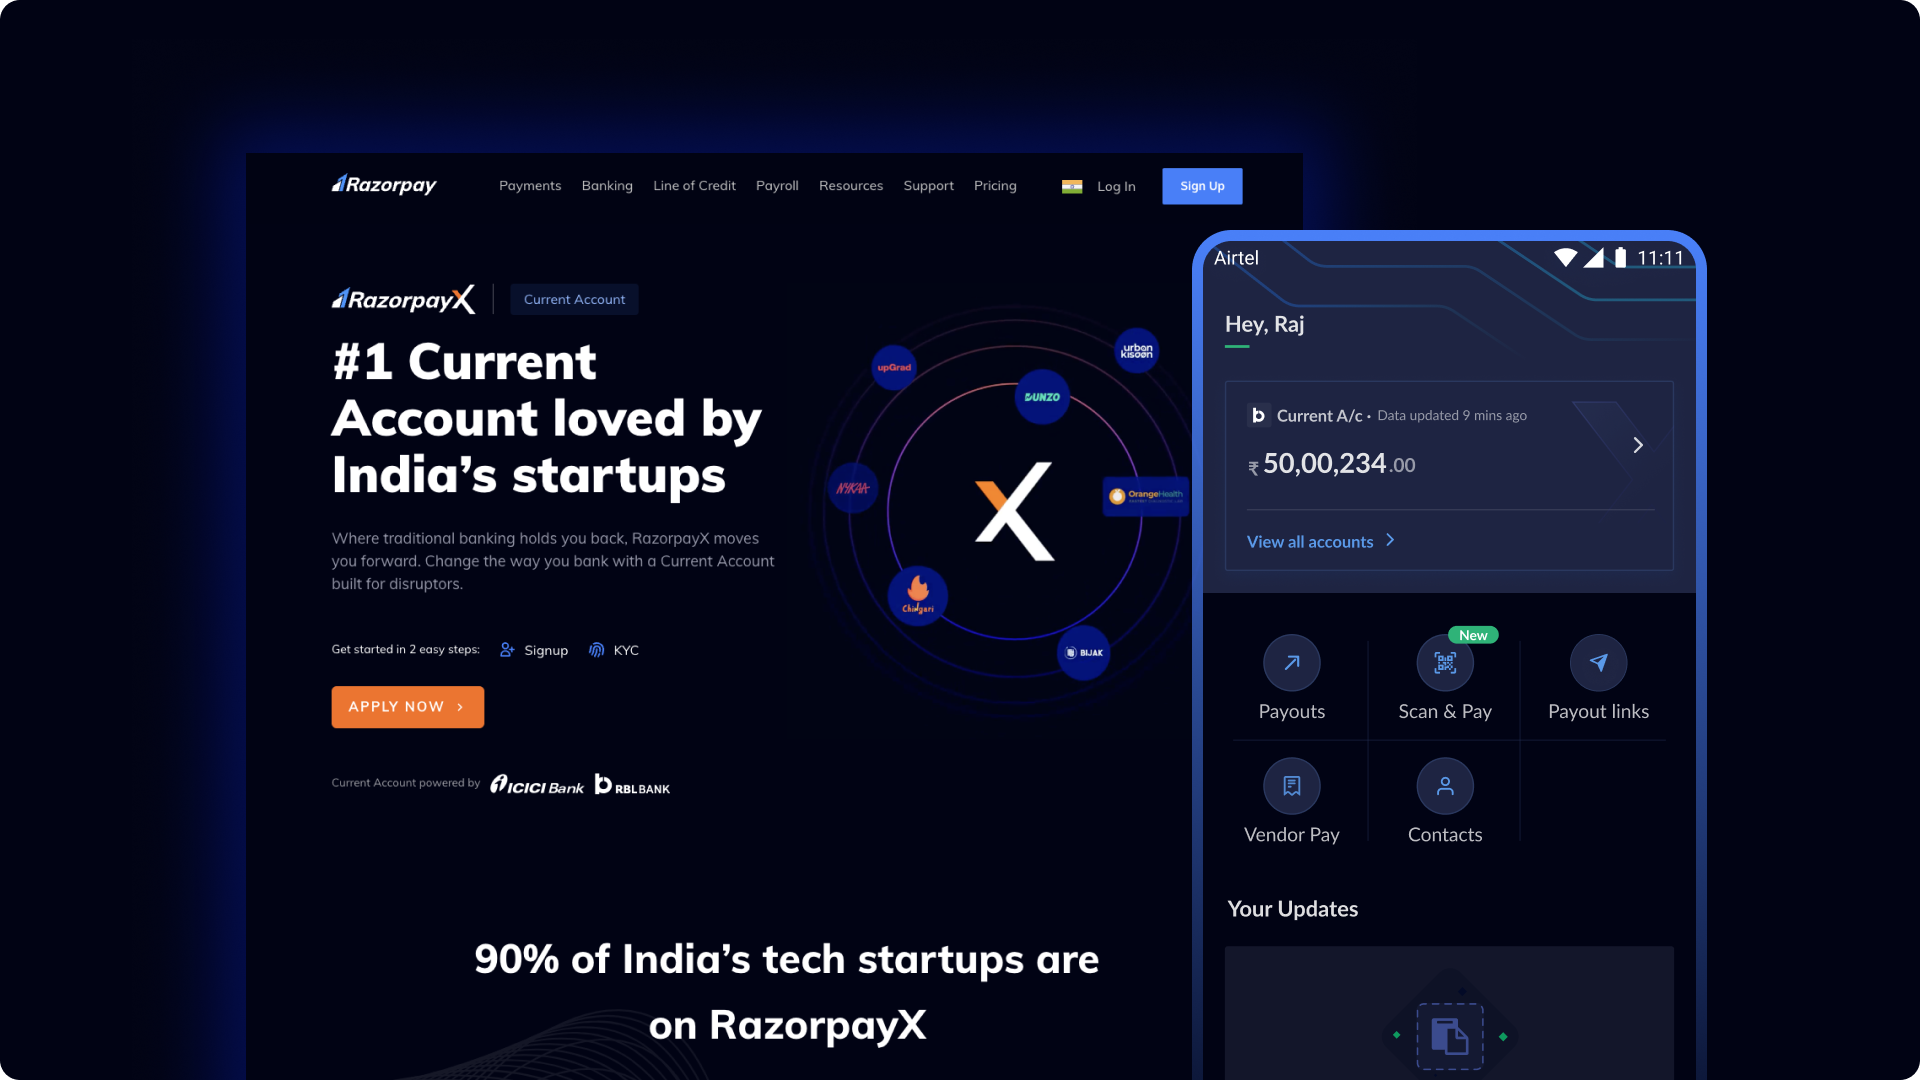 Razorpay
Payments Banking Line of Credit Payroll Resources Support Pricing Log In Sign Up
RazorpayX Current Account
#1 Current
Account loved by
India's startups
Where traditional banking holds you back, RazorpayX moves
you forward. Change the way you bank with a Current Account
built for disruptors.
Get started in 2 easy steps: Signup KYC
APPLY NOW
Current Account powered by ICICI Bank RBLBANK
upGrad
urban
kisaan
DUNZO
NYKAA
OrangeHealth
Chingari
BIJAK
90% of India's tech startups are
on RazorpayX
Airtel 11:11
Hey, Raj
Current A/c • Data updated 9 mins ago
₹ 50,00,234.00
View all accounts
New
Payouts Scan & Pay Payout links
Vendor Pay Contacts
Your Updates